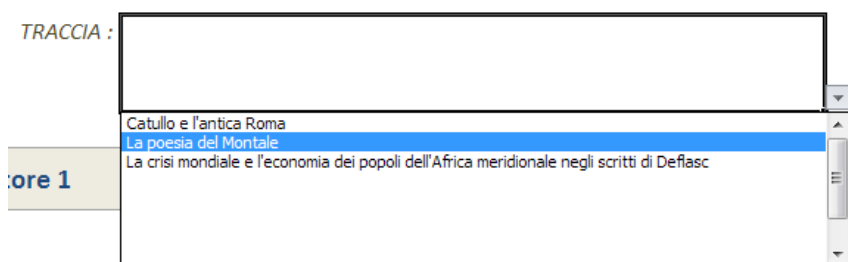 TRACCIA :
Catullo e l'antica Roma
La poesia del Montale
La crisi mondiale e l'economia dei popoli dell'Africa meridionale negli scritti di Deflasc
tore 1